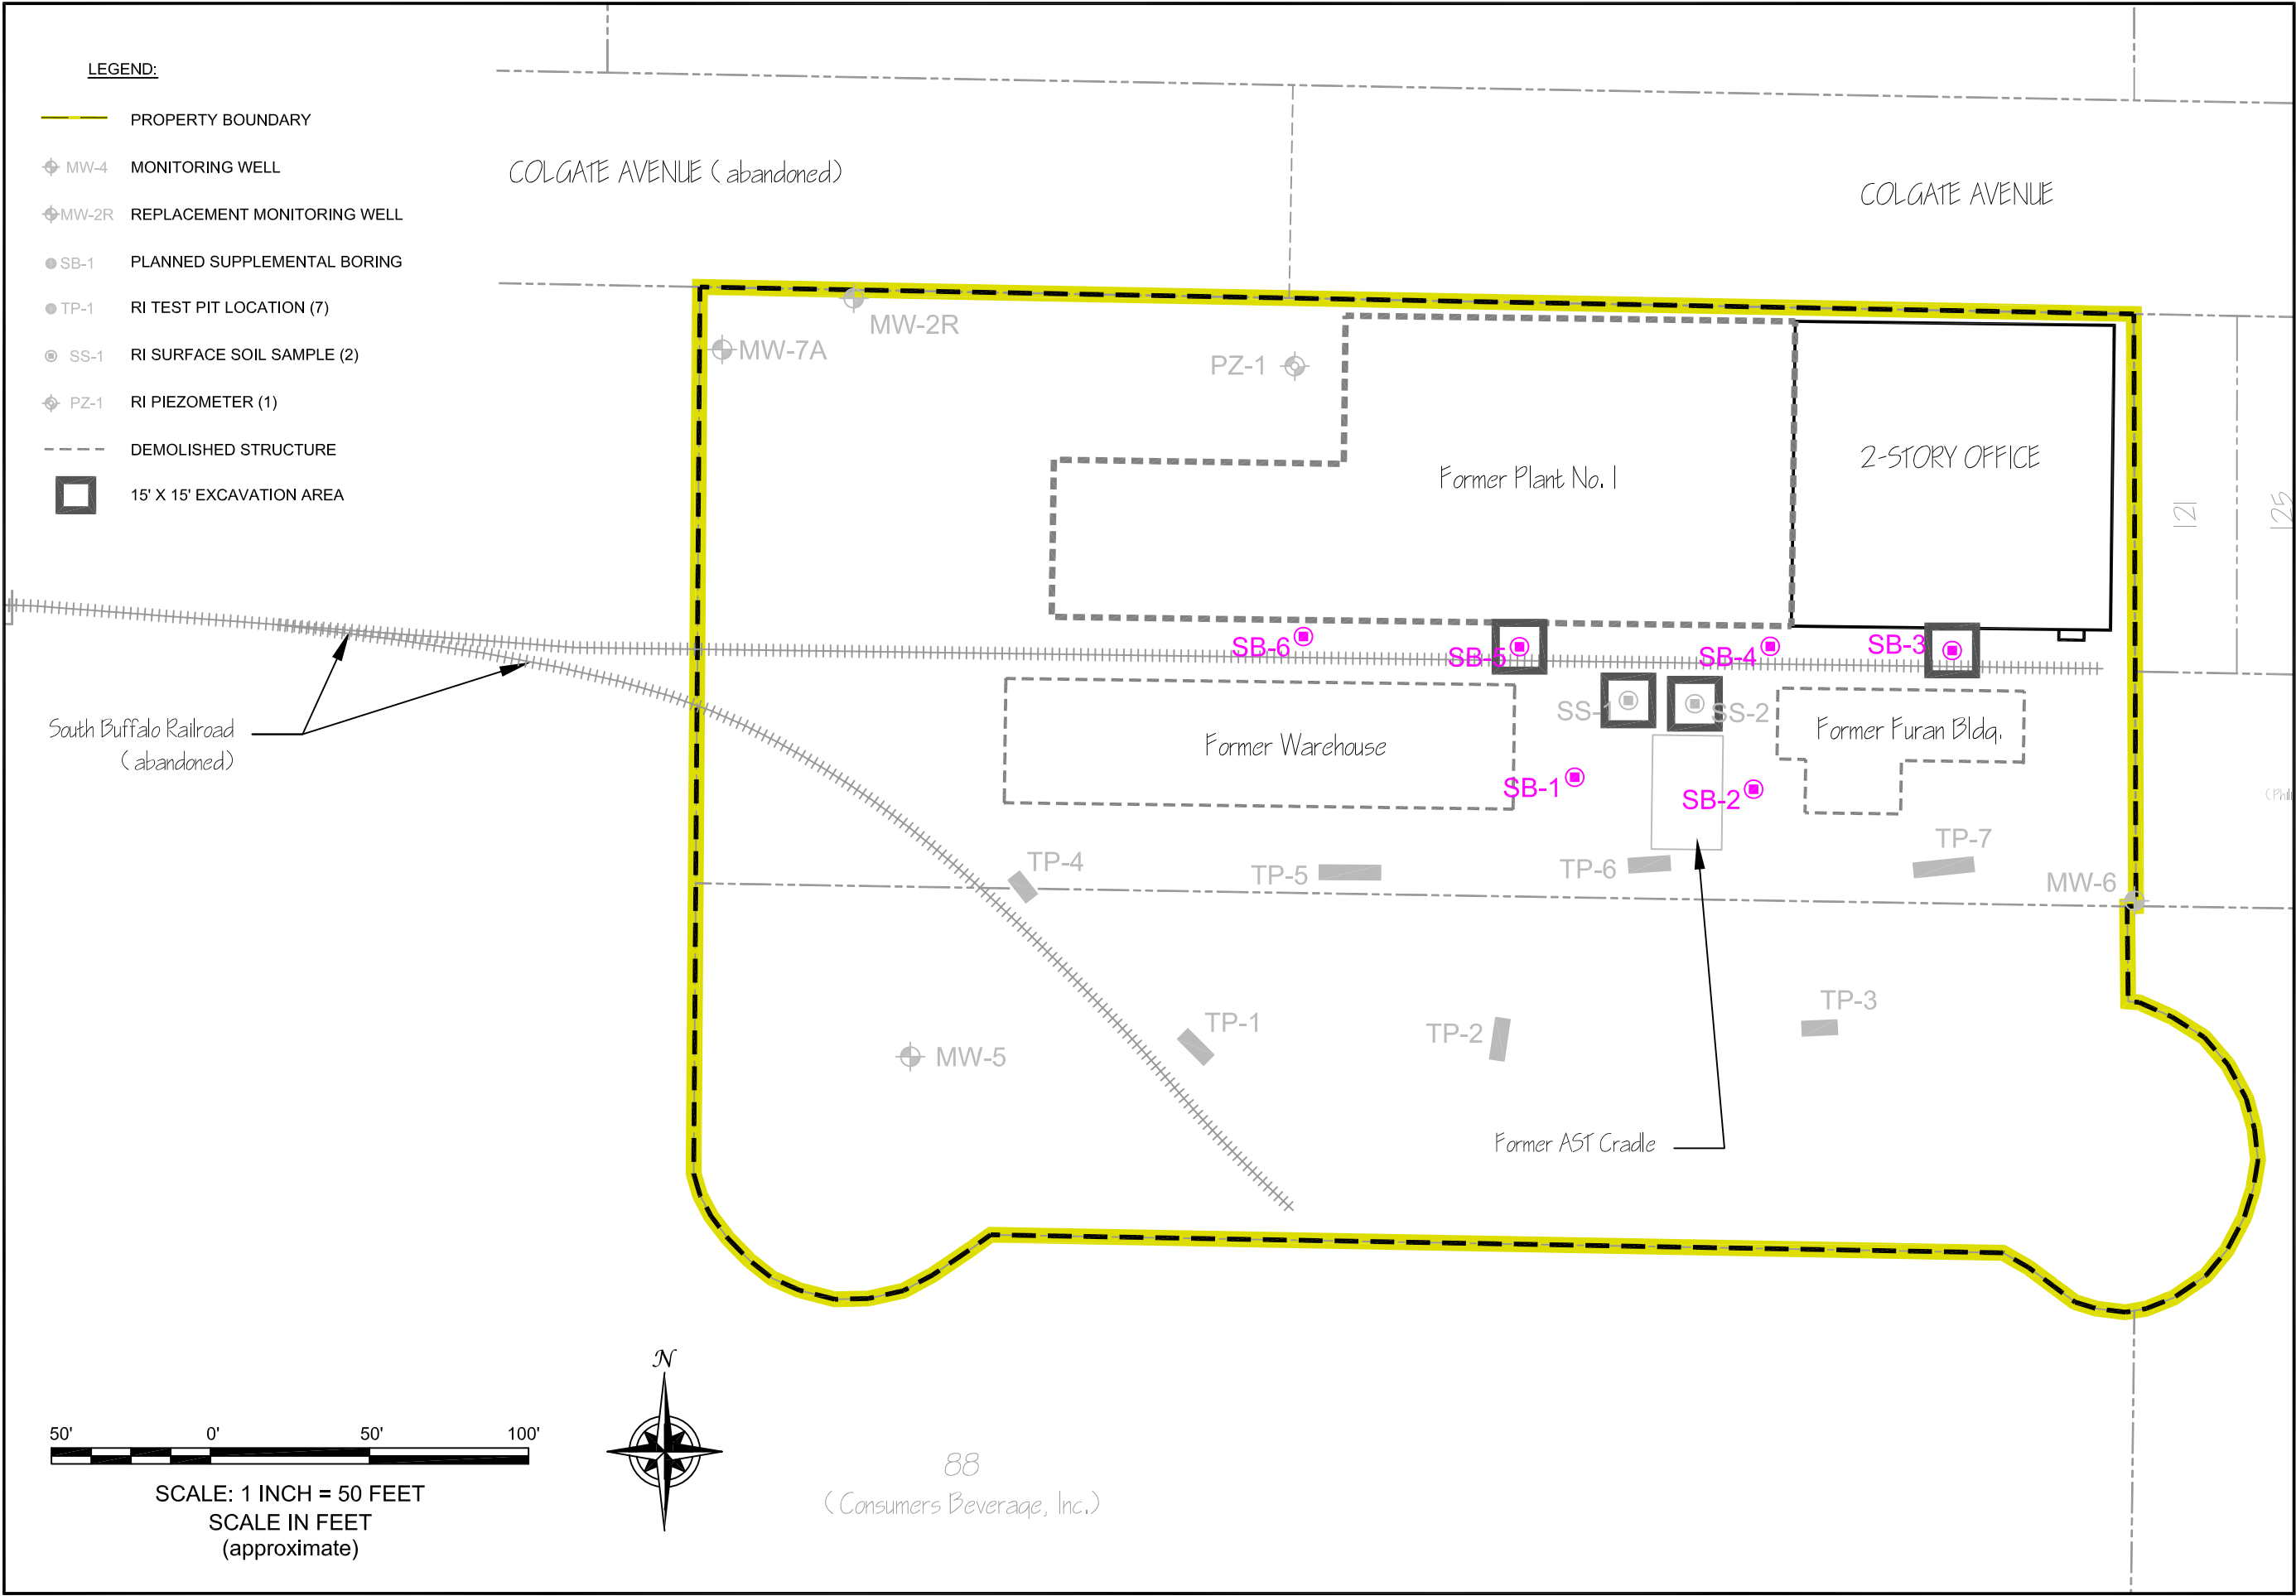 LEGEND:
PROPERTY BOUNDARY
MW-4 MONITORING WELL
MW-2R REPLACEMENT MONITORING WELL
SB-1 PLANNED SUPPLEMENTAL BORING
TP-1 RI TEST PIT LOCATION (7)
SS-1 RI SURFACE SOIL SAMPLE (2)
PZ-1 RI PIEZOMETER (1)
DEMOLISHED STRUCTURE
15' X 15' EXCAVATION AREA
COLGATE AVENUE (abandoned)
COLGATE AVENUE
MW-2R
MW-7A
PZ-1
Former Plant No. 1
2-STORY OFFICE
121
125
SB-6
SB-5
SB-4
SB-3
South Buffalo Railroad
(abandoned)
SS-1
SS-2
Former Warehouse
Former Furan Bldg.
SB-1
SB-2
TP-4
TP-5
TP-6
TP-7
MW-6
MW-5
TP-1
TP-2
TP-3
Former AST Cradle
N
50' 0' 50' 100'
SCALE: 1 INCH = 50 FEET
SCALE IN FEET
(approximate)
88
(Consumers Beverage, Inc.)